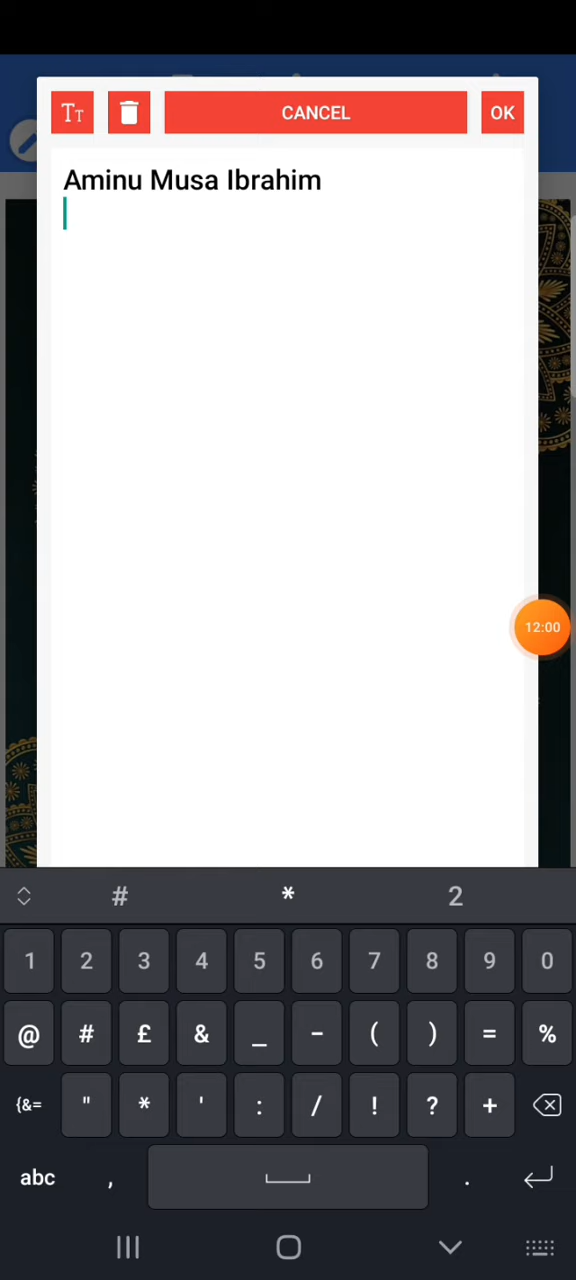 TT CANCEL OK
Aminu Musa Ibrahim
12:00
# * 2
1 2 3 4 5 6 7 8 9 0
@ # £ & _ - ( ) = %
{&= " * ' : / ! ? +
abc , .